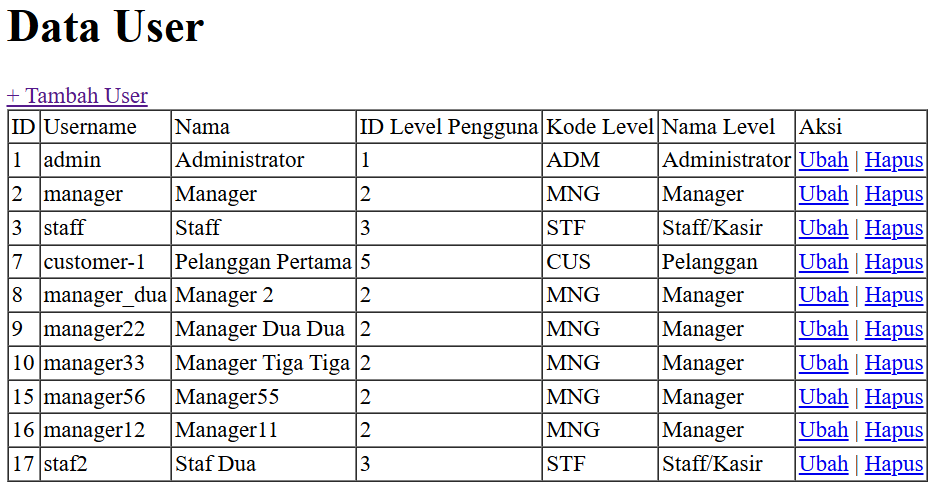 Data User
+ Tambah User
ID Username Nama ID Level Pengguna Kode Level Nama Level Aksi
1 admin Administrator 1 ADM Administrator Ubah | Hapus
2 manager Manager 2 MNG Manager Ubah | Hapus
3 staff Staff 3 STF Staff/Kasir Ubah | Hapus
7 customer-1 Pelanggan Pertama 5 CUS Pelanggan Ubah | Hapus
8 manager_dua Manager 2 2 MNG Manager Ubah | Hapus
9 manager22 Manager Dua Dua 2 MNG Manager Ubah | Hapus
10 manager33 Manager Tiga Tiga 2 MNG Manager Ubah | Hapus
15 manager56 Manager55 2 MNG Manager Ubah | Hapus
16 manager12 Manager11 2 MNG Manager Ubah | Hapus
17 staf2 Staf Dua 3 STF Staff/Kasir Ubah | Hapus